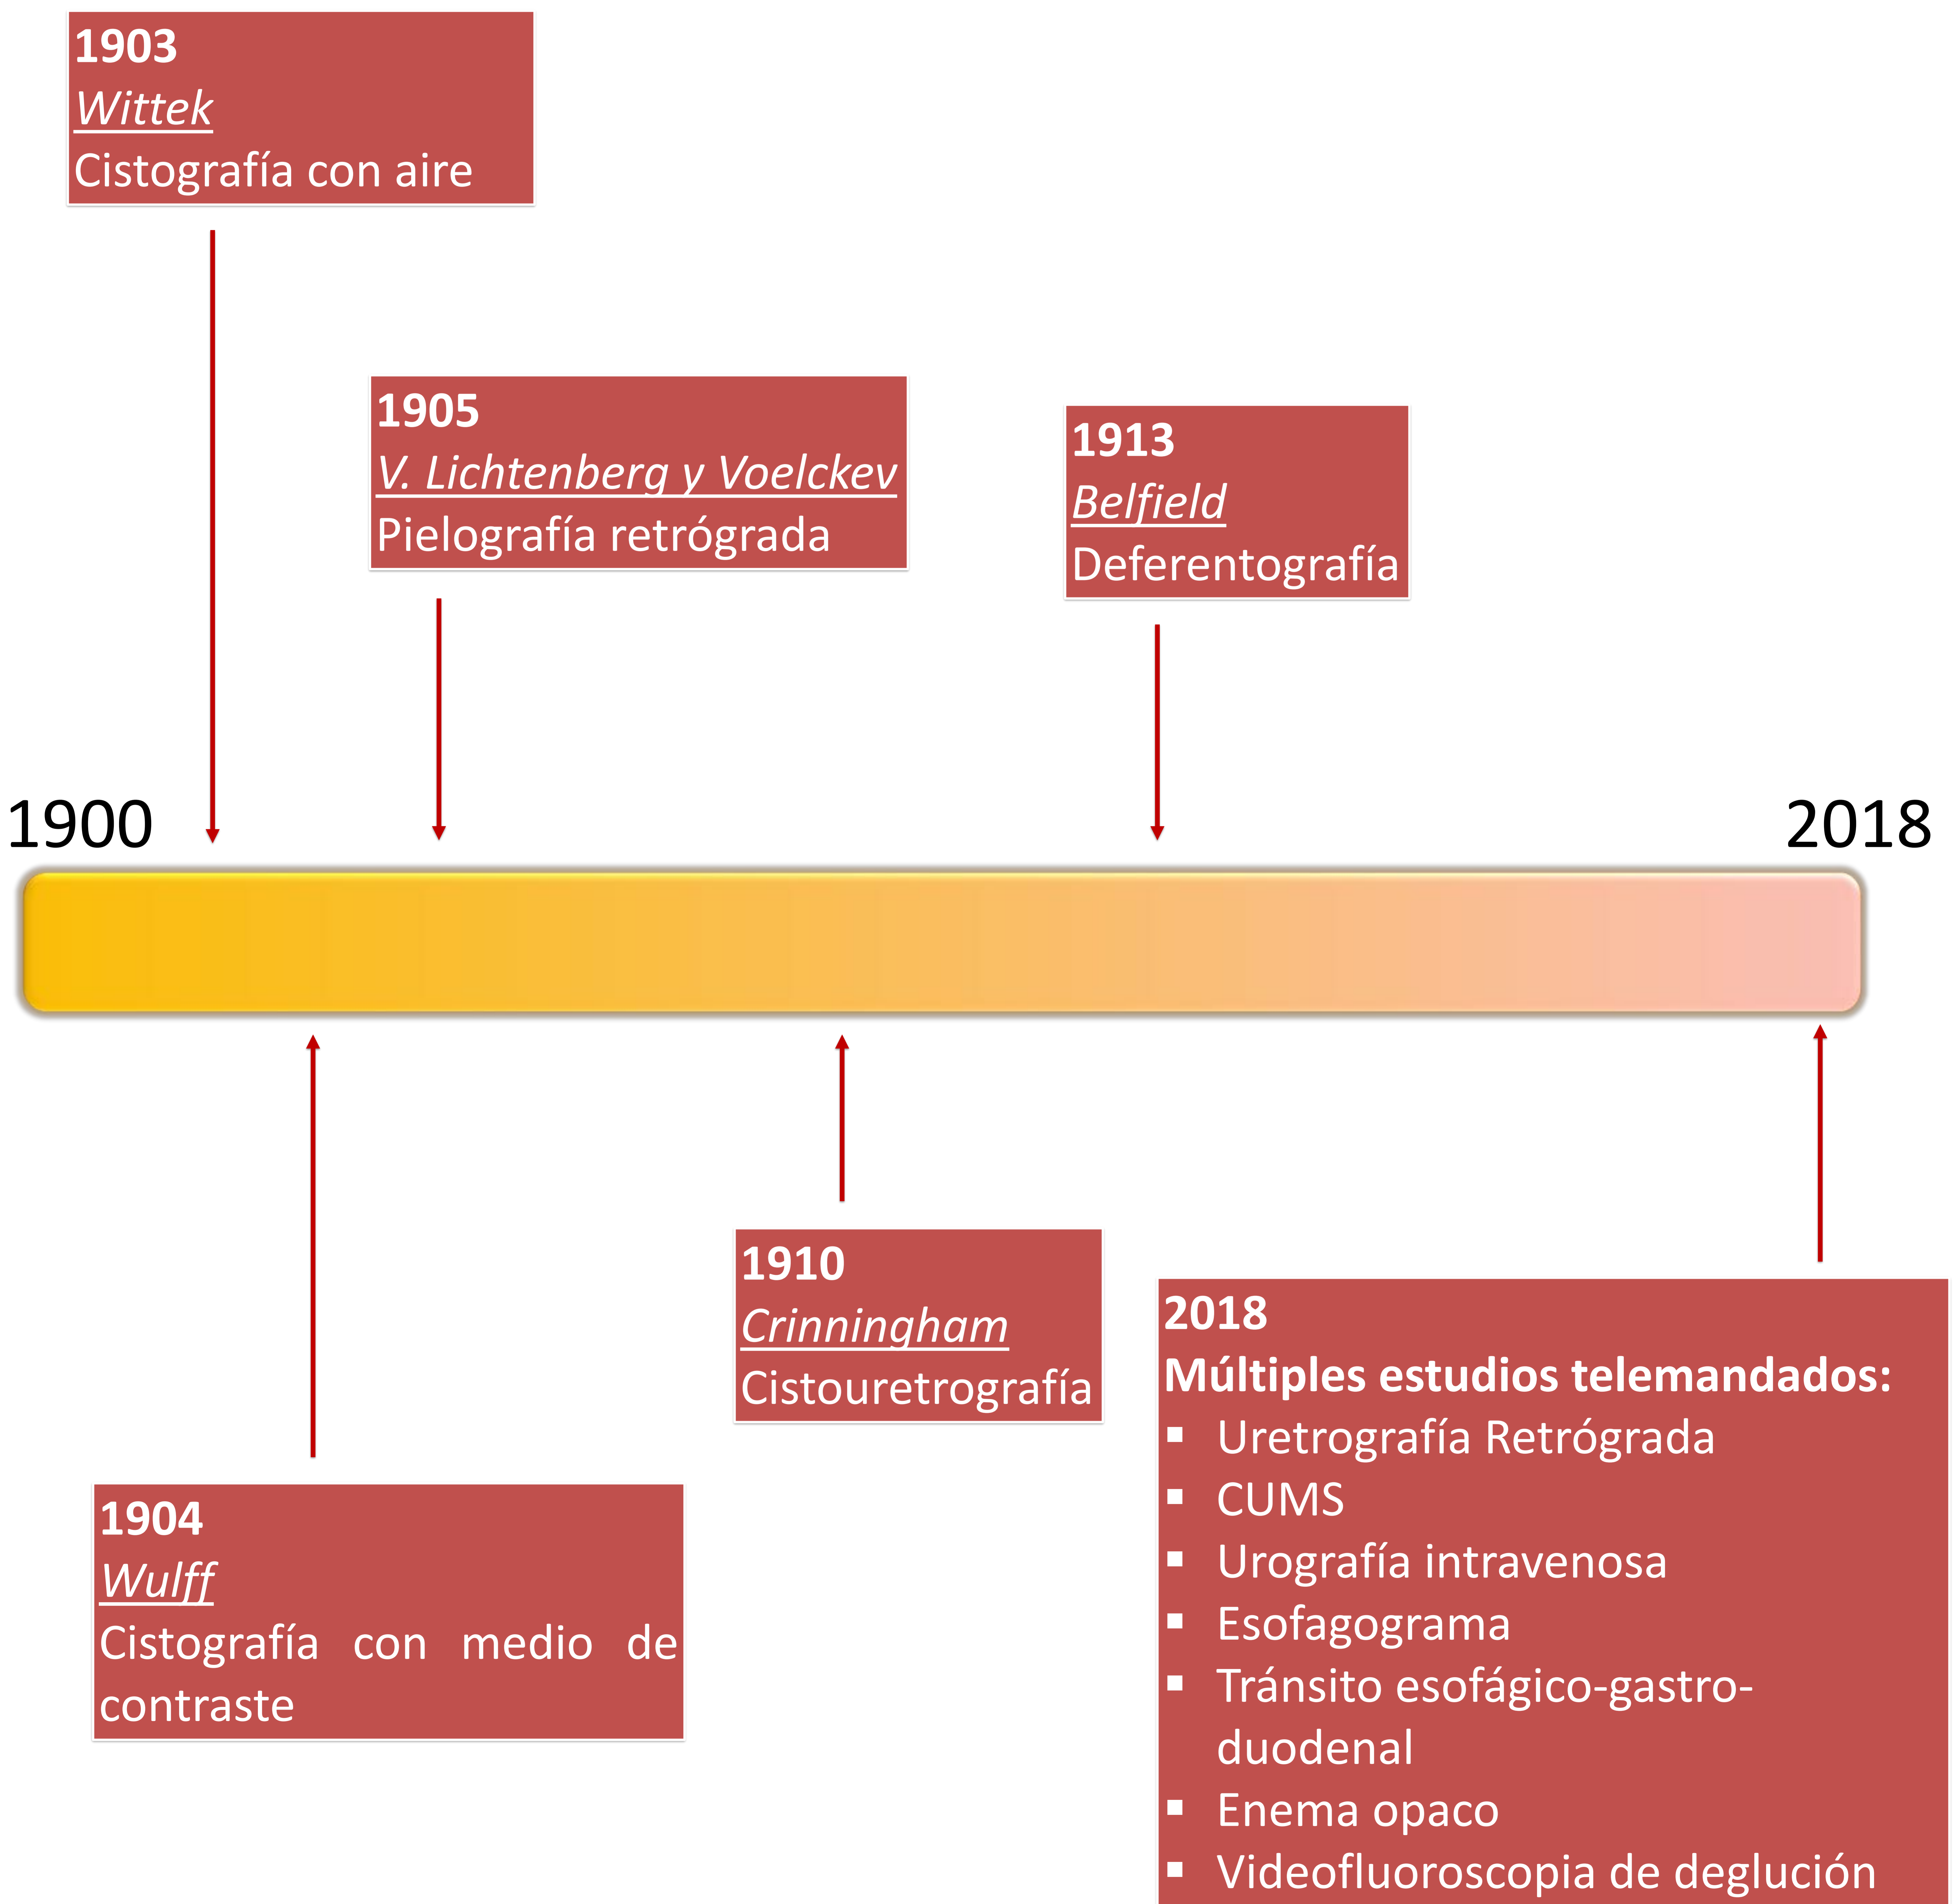 1903
Wittek
Cistografía con aire
1905
V. Lichtenberg y Voelckev
Pielografía retrógrada
1913
Belfield
Deferentografía
1900
2018
1910
Crinningham
Cistouretrografía
1904
Wulff
Cistografía con medio de
contraste
2018
Múltiples estudios telemandados:
▪ Uretrografía Retrógrada
▪ CUMS
▪ Urografía intravenosa
▪ Esofagograma
▪ Tránsito esofágico-gastro-
duodenal
▪ Enema opaco
▪ Videofluoroscopia de deglución